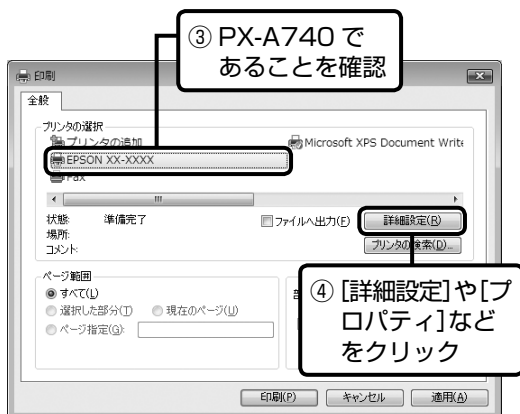 ③ PX-A740 で
あることを確認
印刷
全般
プリンタの選択
プリンタの追加
Microsoft XPS Document Write
EPSON XX-XXXX
Fax
状態: 準備完了
ファイルへ出力(F)
詳細設定(R)
場所:
コメント:
プリンタの検索(D)...
ページ範囲
すべて(L)
選択した部分(T)
現在のページ(U)
ページ指定(G):
④ [詳細設定]や[プ
ロパティ]など
をクリック
印刷(P)
キャンセル
適用(A)